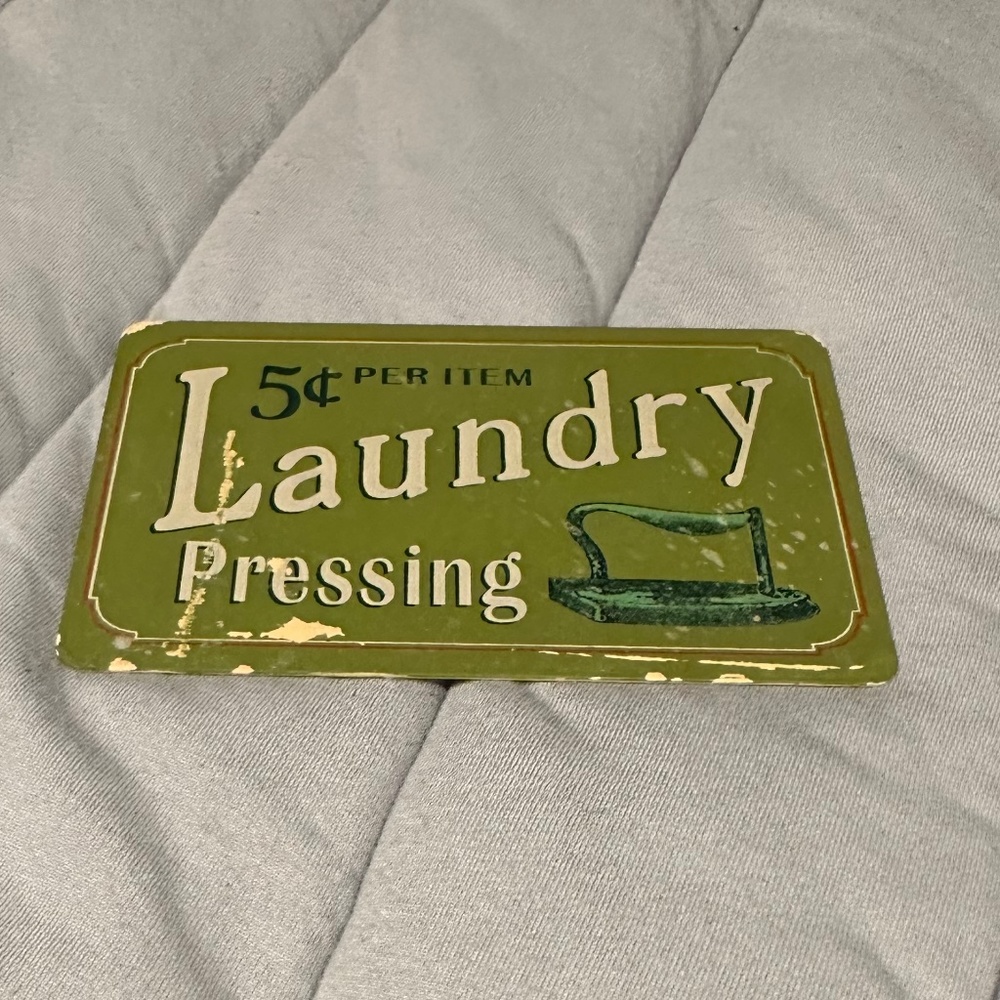 5¢ PER ITEM
Laundry
Pressing